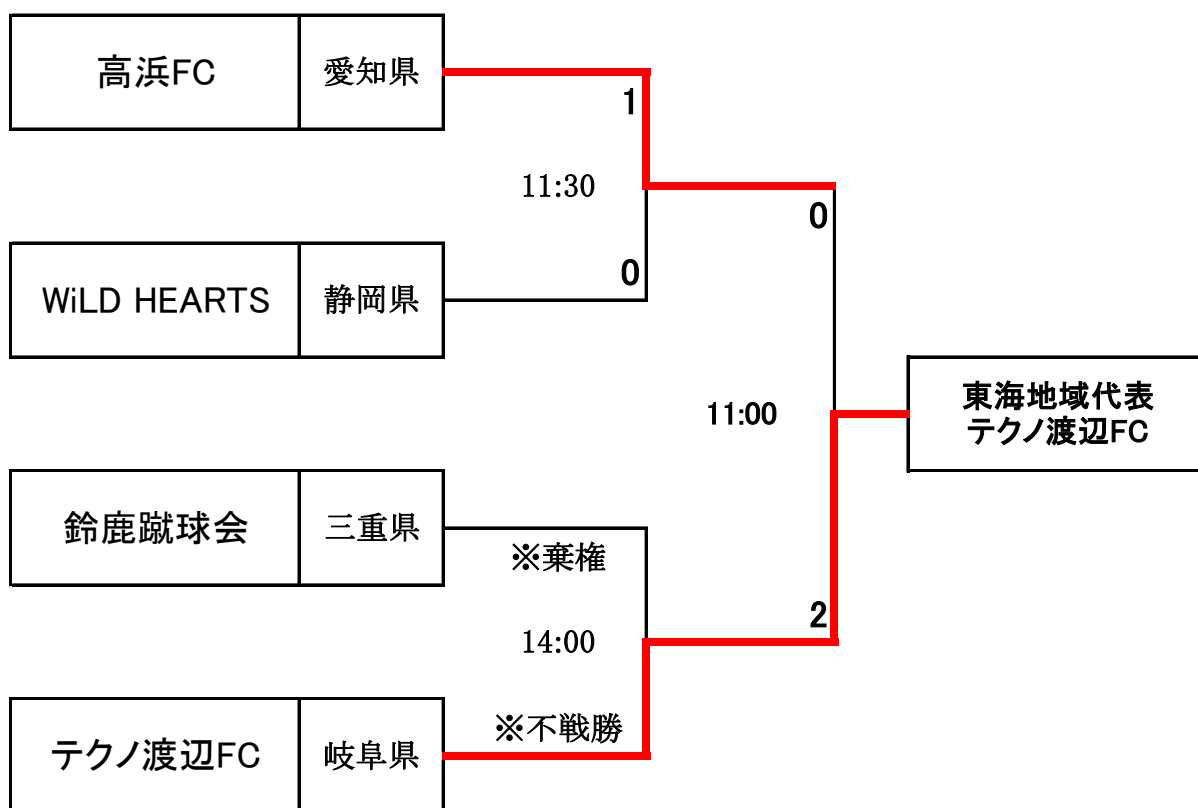 高浜FC 愛知県
1
11:30
0
0
WiLD HEARTS 静岡県
11:00
東海地域代表
テクノ渡辺FC
鈴鹿蹴球会 三重県
※棄権
2
14:00
※不戦勝
テクノ渡辺FC 岐阜県